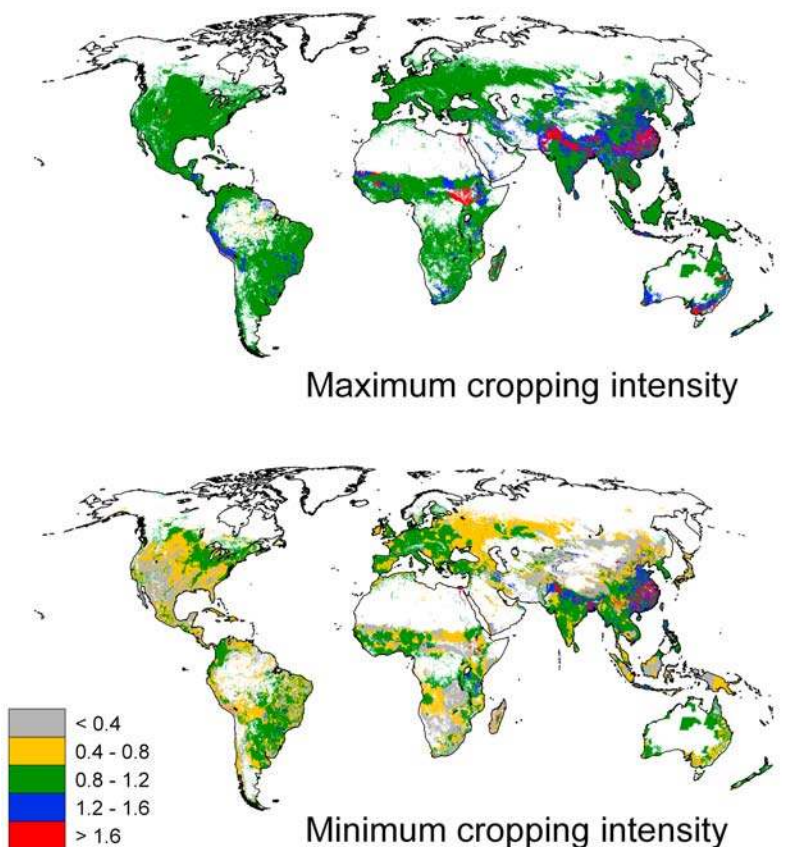 Maximum cropping intensity
< 0.4
0.4 - 0.8
0.8 - 1.2
1.2 - 1.6
> 1.6
Minimum cropping intensity